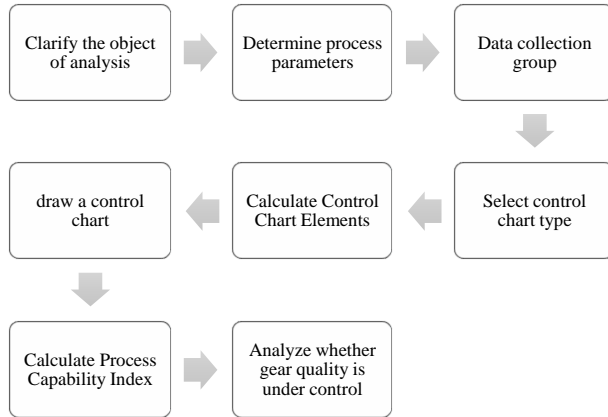 Clarify the object
of analysis
Determine process
parameters
Data collection
group
Select control
chart type
Calculate Control
Chart Elements
draw a control
chart
Calculate Process
Capability Index
Analyze whether
gear quality is
under control